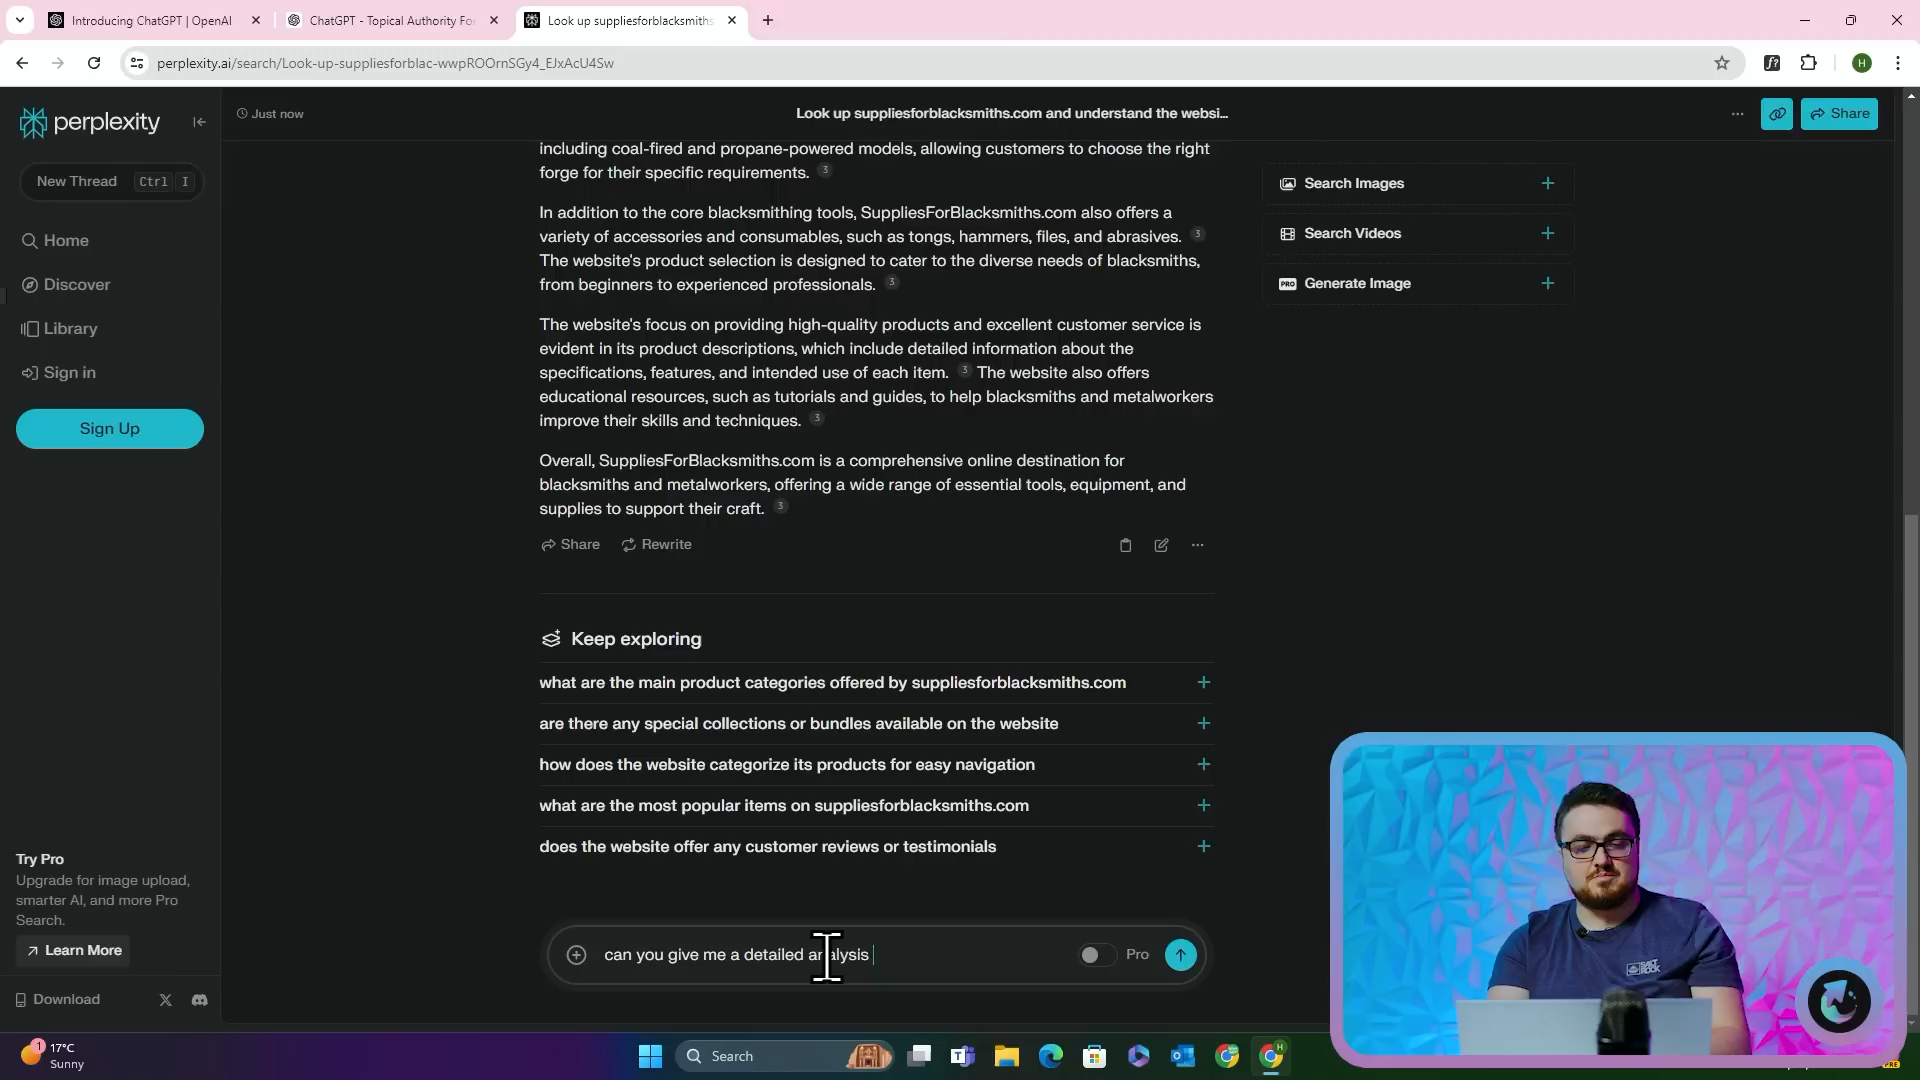 Introducing ChatGPT | OpenAI
ChatGPT - Topical Authority Fo
Look up suppliesforblacksmiths
perplexity.ai/search/Look-up-suppliesforblac-wwpROOrnSGy4_EJxAcU4Sw
H
perplexity
Just now
Look up suppliesforblacksmiths.com and understand the websi...
Share
New Thread Ctrl I
Home
Discover
Library
Sign in
Sign Up
including coal-fired and propane-powered models, allowing customers to choose the right
forge for their specific requirements. 3
In addition to the core blacksmithing tools, SuppliesForBlacksmiths.com also offers a
variety of accessories and consumables, such as tongs, hammers, files, and abrasives. 3
The website's product selection is designed to cater to the diverse needs of blacksmiths,
from beginners to experienced professionals. 3
The website's focus on providing high-quality products and excellent customer service is
evident in its product descriptions, which include detailed information about the
specifications, features, and intended use of each item. 3 The website also offers
educational resources, such as tutorials and guides, to help blacksmiths and metalworkers
improve their skills and techniques. 3
Overall, SuppliesForBlacksmiths.com is a comprehensive online destination for
blacksmiths and metalworkers, offering a wide range of essential tools, equipment, and
supplies to support their craft. 3
Share Rewrite
Search Images
Search Videos
PRO Generate Image
Keep exploring
what are the main product categories offered by suppliesforblacksmiths.com
are there any special collections or bundles available on the website
how does the website categorize its products for easy navigation
what are the most popular items on suppliesforblacksmiths.com
does the website offer any customer reviews or testimonials
can you give me a detailed analysis
Pro
Try Pro
Upgrade for image upload,
smarter AI, and more Pro
Search.
Learn More
Download
SALT
ROCK
1
17°C
Sunny
Search
PRE